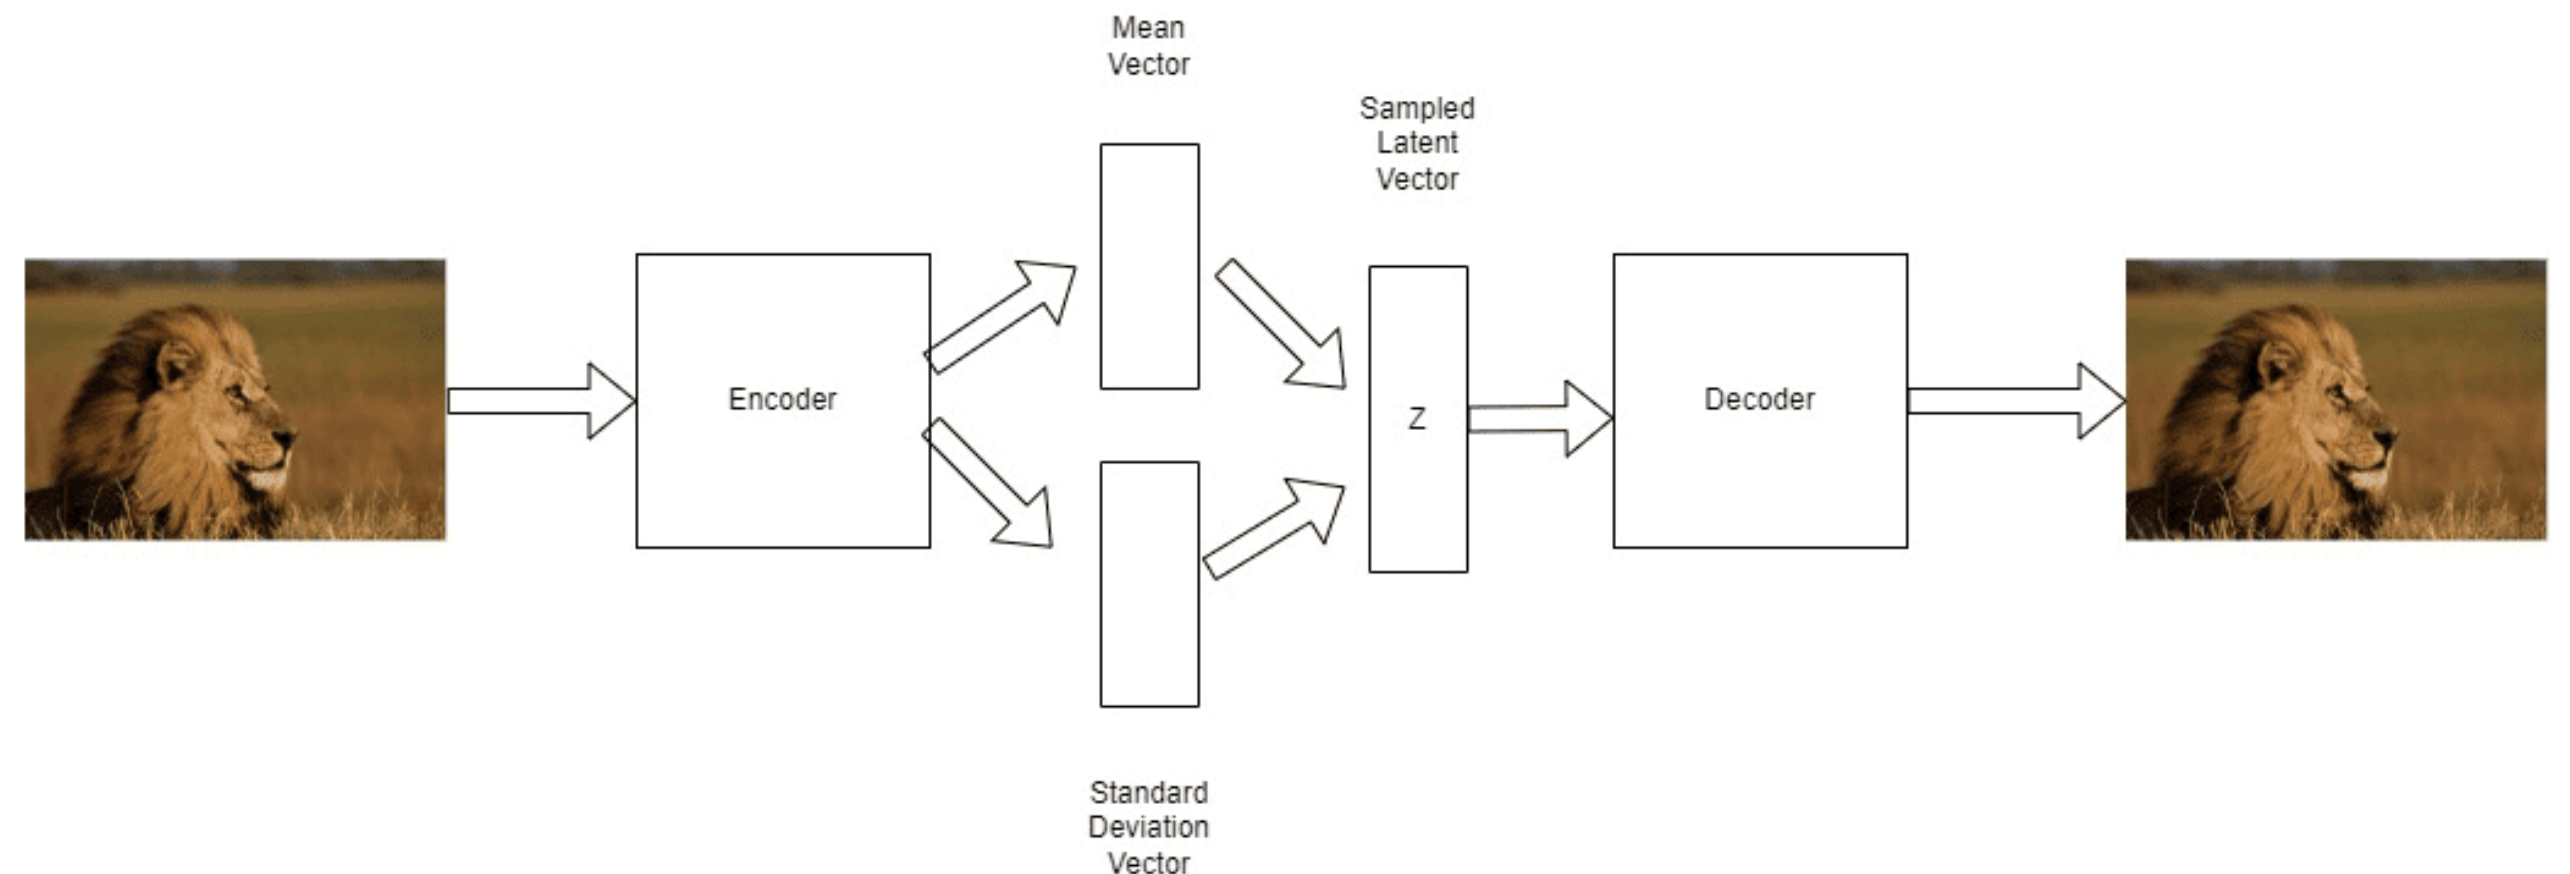 Mean
Vector
Sampled
Latent
Vector
Encoder
Z
Decoder
Standard
Deviation
Vector